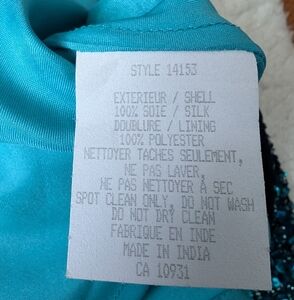 STYLE 14153
EXTERIEUR / SHELL
100% SOIE / SILK
DOUBLURE / LINING
100% POLYESTER
NETTOYER TACHES SEULEMENT,
NE PAS LAVER,
NE PAS NETTOYER À SEC
SPOT CLEAN ONLY, DO NOT WASH
DO NOT DRY CLEAN
FABRIQUE EN INDE
MADE IN INDIA
CA 10931